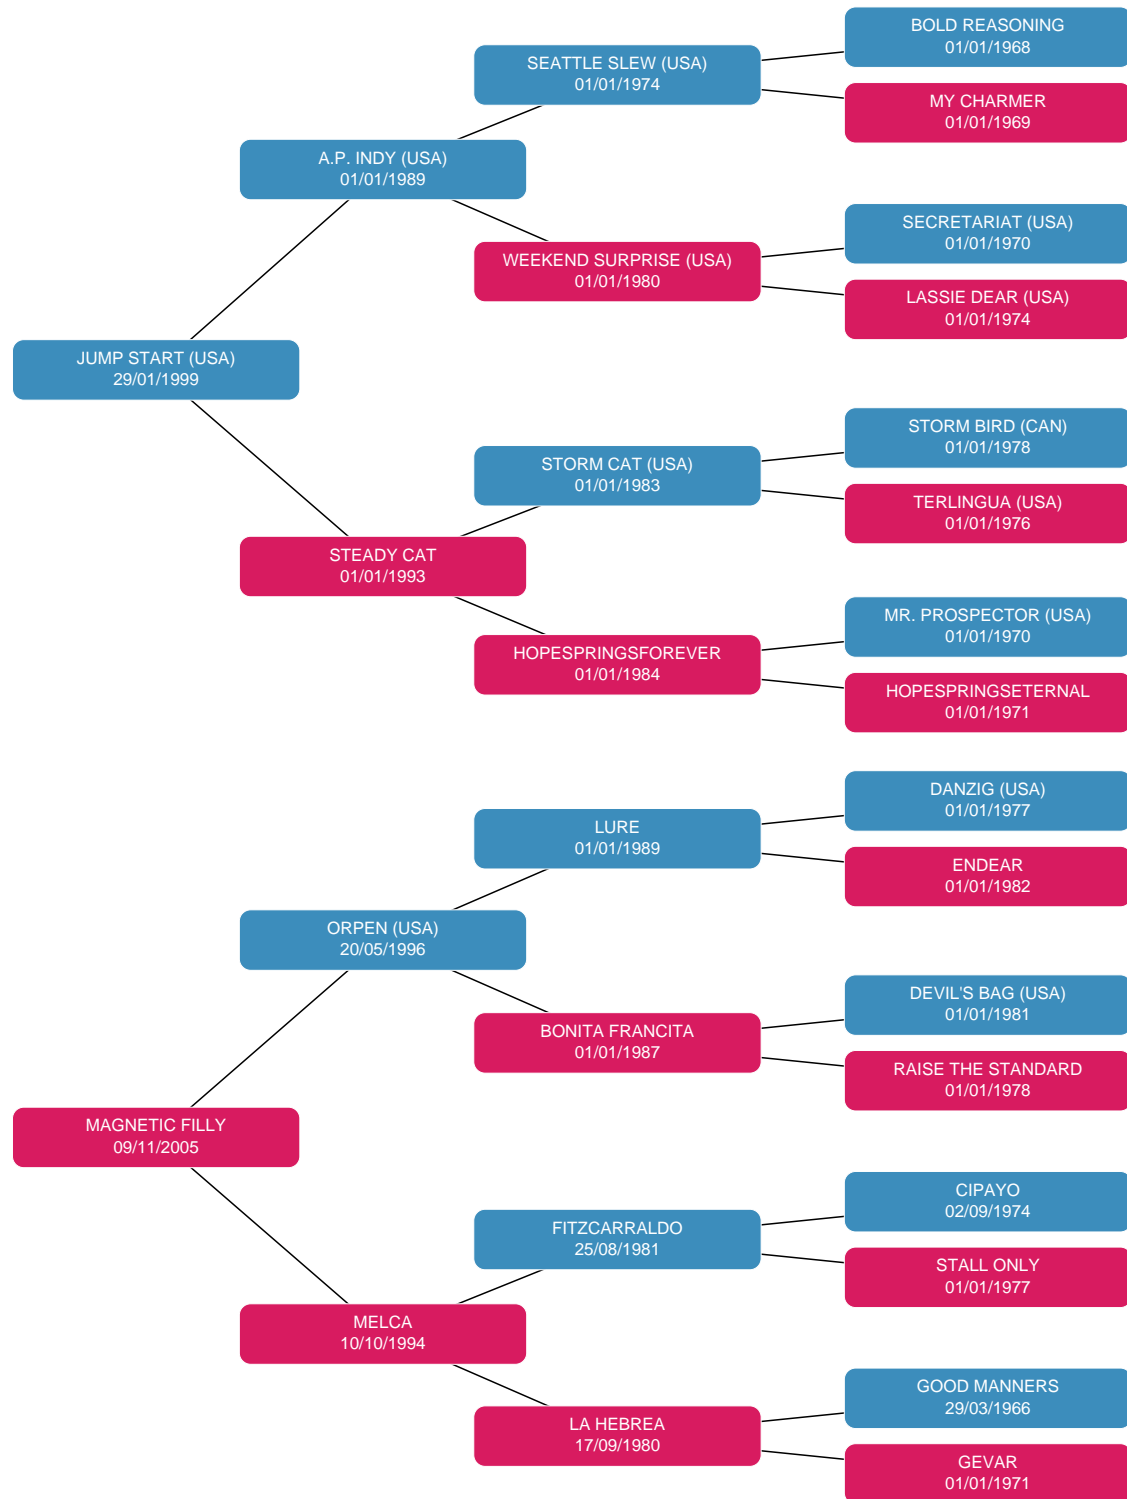 BOLD REASONING
01/01/1968
SEATTLE SLEW (USA)
01/01/1974
MY CHARMER
01/01/1969
A.P. INDY (USA)
01/01/1989
SECRETARIAT (USA)
01/01/1970
WEEKEND SURPRISE (USA)
01/01/1980
LASSIE DEAR (USA)
01/01/1974
JUMP START (USA)
29/01/1999
STORM BIRD (CAN)
01/01/1978
STORM CAT (USA)
01/01/1983
TERLINGUA (USA)
01/01/1976
STEADY CAT
01/01/1993
MR. PROSPECTOR (USA)
01/01/1970
HOPESPRINGSFOREVER
01/01/1984
HOPESPRINGSETERNAL
01/01/1971
DANZIG (USA)
01/01/1977
LURE
01/01/1989
ENDEAR
01/01/1982
ORPEN (USA)
20/05/1996
DEVIL'S BAG (USA)
01/01/1981
BONITA FRANCITA
01/01/1987
RAISE THE STANDARD
01/01/1978
MAGNETIC FILLY
09/11/2005
CIPAYO
02/09/1974
FITZCARRALDO
25/08/1981
STALL ONLY
01/01/1977
MELCA
10/10/1994
GOOD MANNERS
29/03/1966
LA HEBREA
17/09/1980
GEVAR
01/01/1971